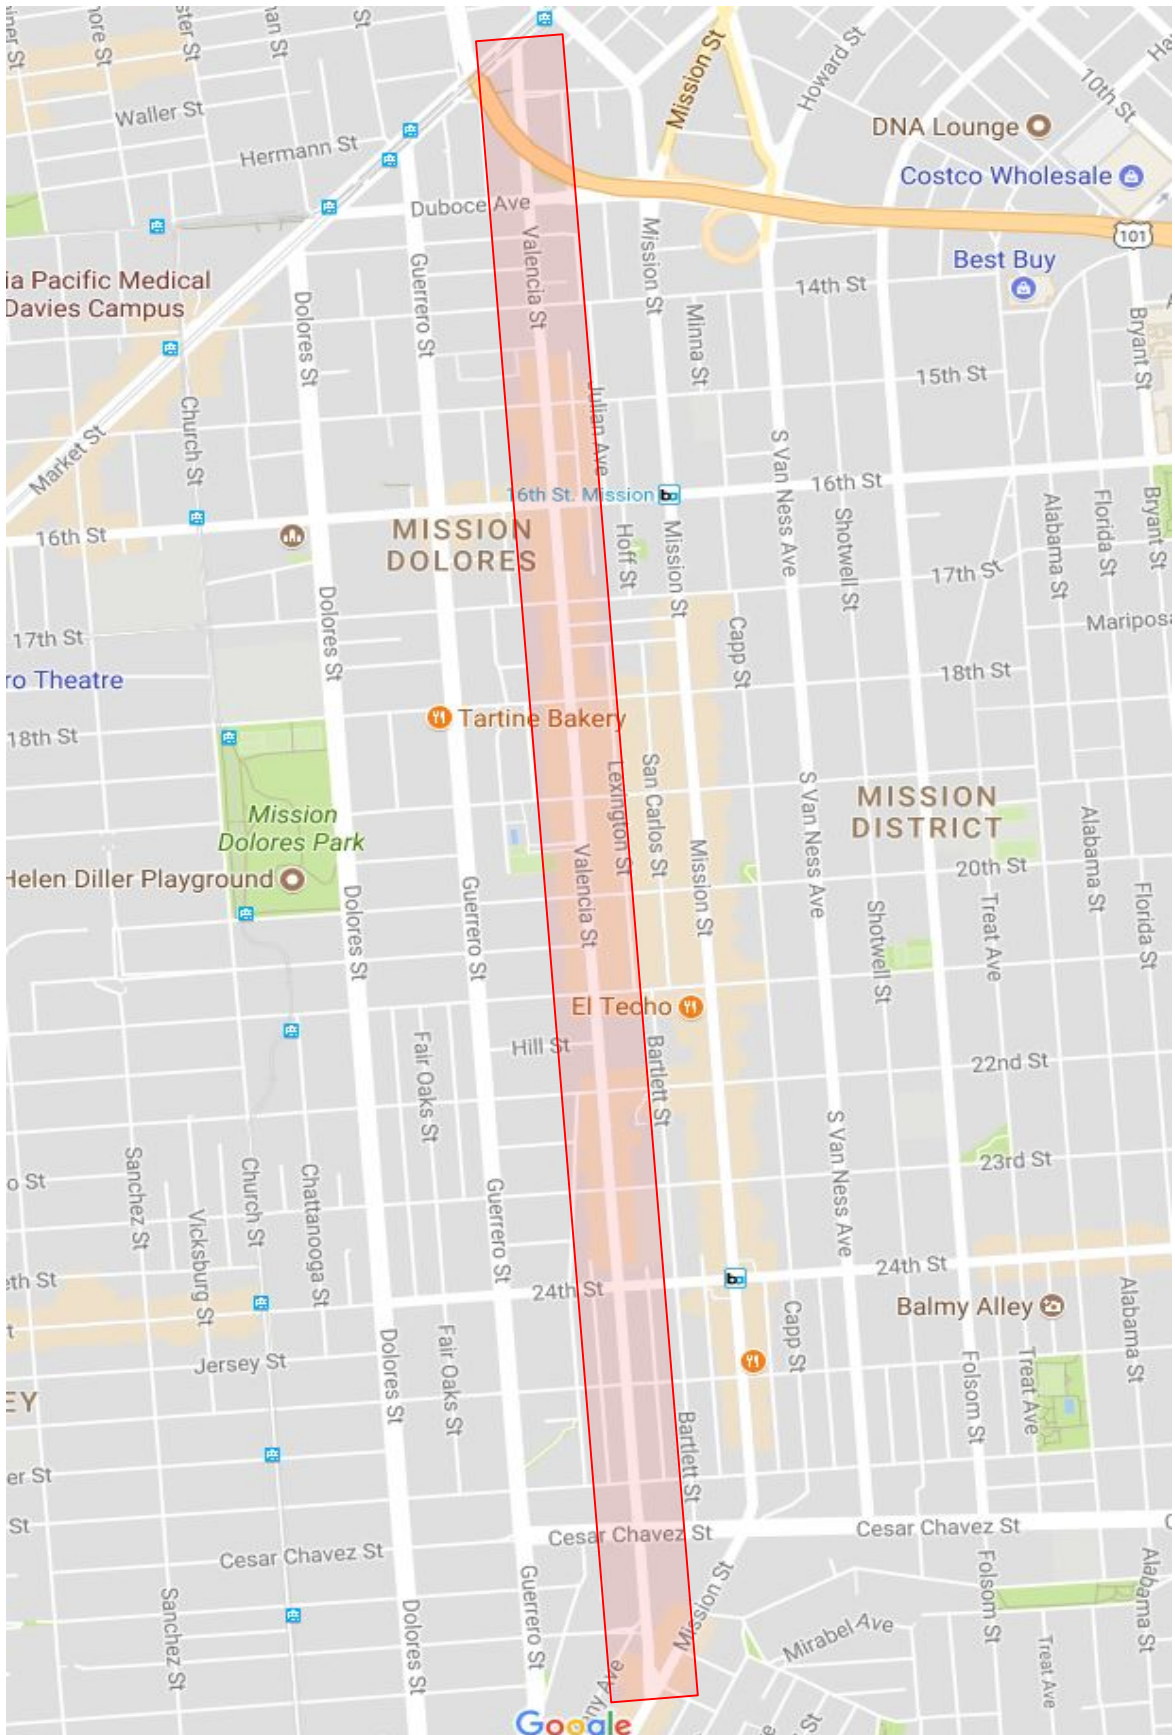 Waller St
Hermann St
Mission St
Howard St
10th St
DNA Lounge
Costco Wholesale
Duboce Ave
101
Best Buy
ia Pacific Medical
Davies Campus
Guerrero St
Valencia St
Mission St
14th St
Dolores St
Minna St
Bryant St
15th St
Julian Ave
Church St
Market St
S Van Ness Ave
16th St. Mission
16th St
16th St
MISSION
DOLORES
Hoff St
Mission St
Shotwell St
Alabama St
Florida St
Bryant St
17th St
Dolores St
17th St
Capp St
Mariposa
ro Theatre
18th St
Tartine Bakery
18th St
Lexington St
San Carlos St
S Van Ness Ave
MISSION
DISTRICT
Mission
Dolores Park
Alabama St
Valencia St
Mission St
20th St
Helen Diller Playground
Guerrero St
Dolores St
Shotwell St
Treat Ave
Florida St
El Techo
Hill St
Fair Oaks St
Bartlett St
22nd St
S Van Ness Ave
23rd St
Sanchez St
Church St
Chattanooga St
o St
Vicksburg St
Guerrero St
24th St
24th St
eth St
Balmy Alley
Alabama St
t
Capp St
Jersey St
Dolores St
Fair Oaks St
Folsom St
Treat Ave
EY
Bartlett St
er St
St
Cesar Chavez St
Cesar Chavez St
Cesar Chavez St
Sanchez St
Dolores St
Guerrero St
Mission St
Mirabel Ave
Folsom St
Treat Ave
Alabama St
ny Ave
St
Google